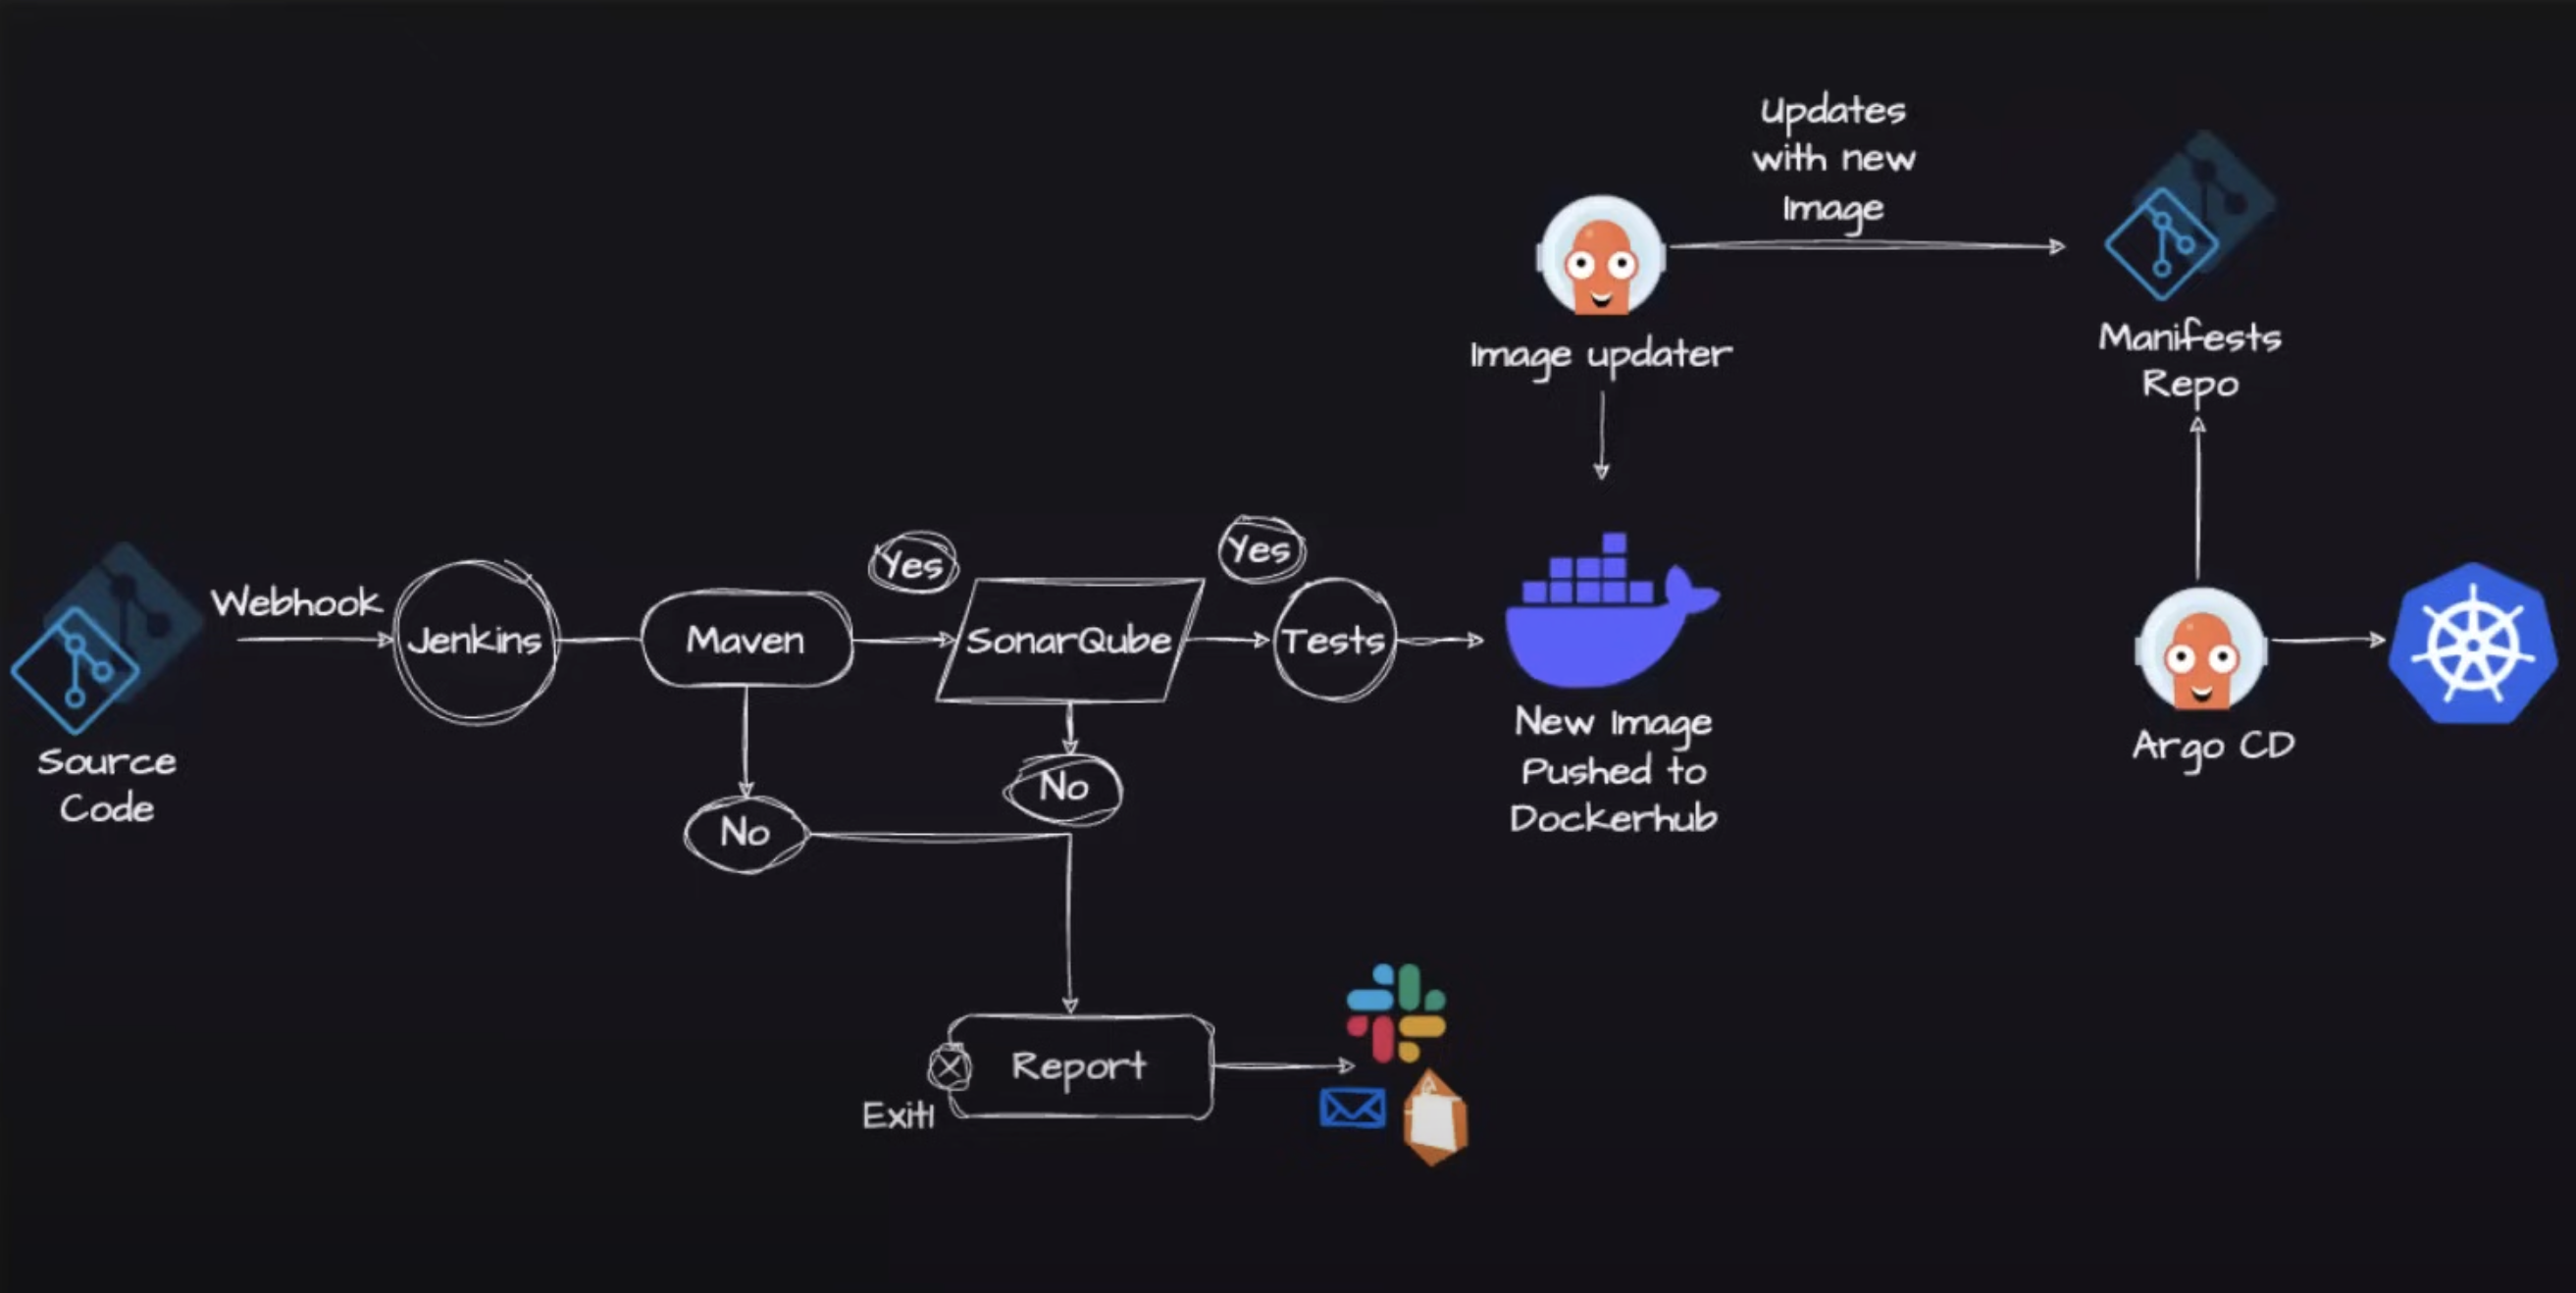 Updates
with new
Image
Image updater
Manifests
Repo
Webhook
Jenkins
Maven
Yes
SonarQube
Yes
Tests
Source
Code
No
No
New Image
Pushed to
Dockerhub
Argo CD
Report
Exit!